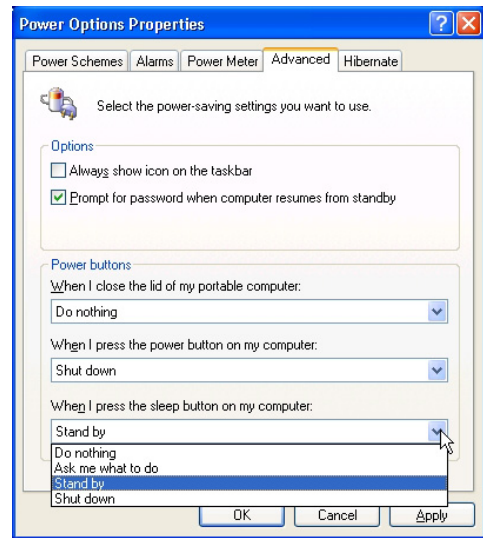 Power Options Properties
Power Schemes Alarms Power Meter Advanced Hibernate
Select the power-saving settings you want to use.
Options
Always show icon on the taskbar
Prompt for password when computer resumes from standby
Power buttons
When I close the lid of my portable computer:
Do nothing
When I press the power button on my computer:
Shut down
When I press the sleep button on my computer:
Stand by
Do nothing
Ask me what to do
Stand by
Shut down
OK Cancel Apply